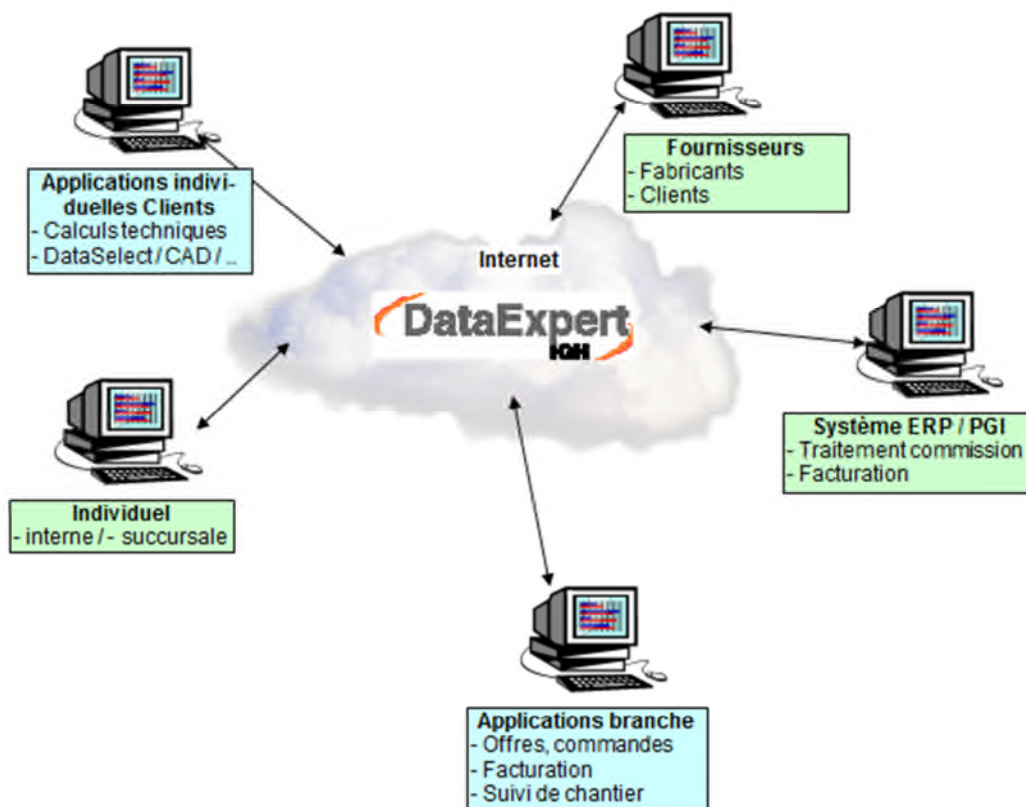 Applications indivi-
duelles Clients
- Calculs techniques
- DataSelect / CAD / ..
Fournisseurs
- Fabricants
- Clients
Internet
DataExpert
IGH
Système ERP / PGI
- Traitement commission
- Facturation
Individuel
- interne / - succursale
Applications branche
- Offres, commandes
- Facturation
- Suivi de chantier